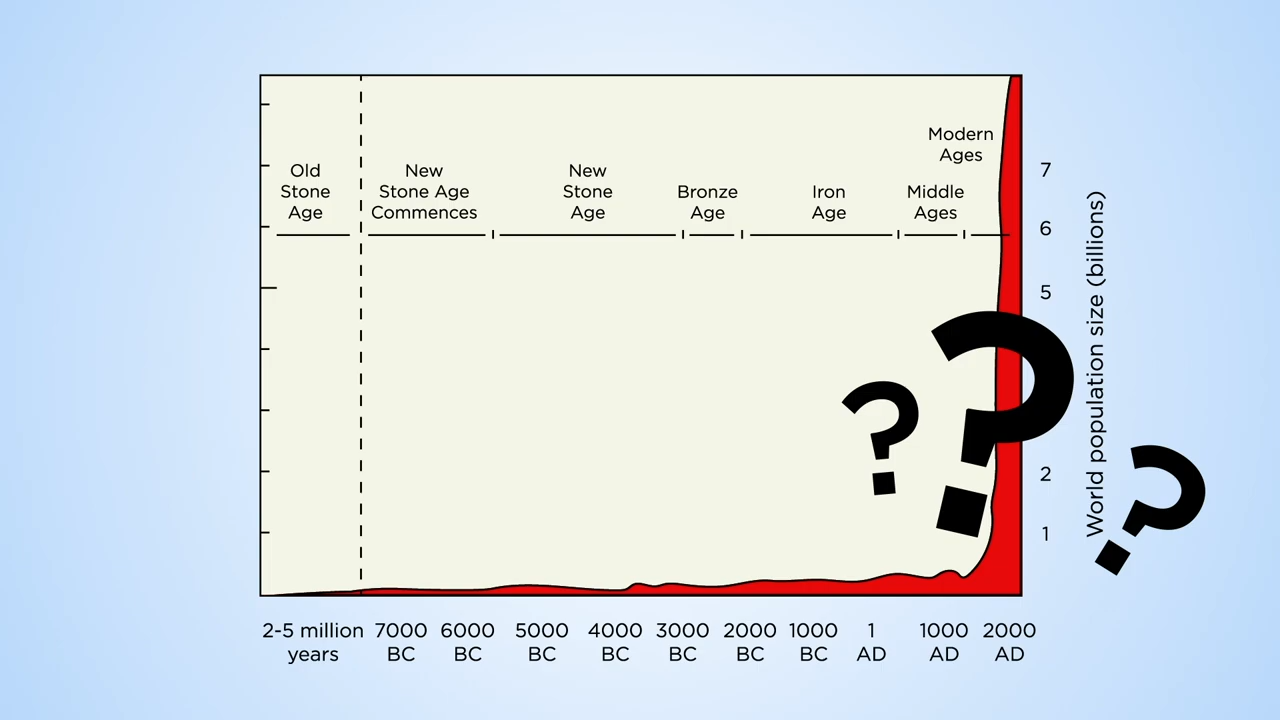 Modern
Ages
Old
Stone
Age
New
Stone Age
Commences
New
Stone
Age
Bronze
Age
Iron
Age
Middle
Ages
7
6
5
2
1
World population size (billions)
? ? ?
2-5 million
years
7000
BC
6000
BC
5000
BC
4000
BC
3000
BC
2000
BC
1000
BC
1
AD
1000
AD
2000
AD